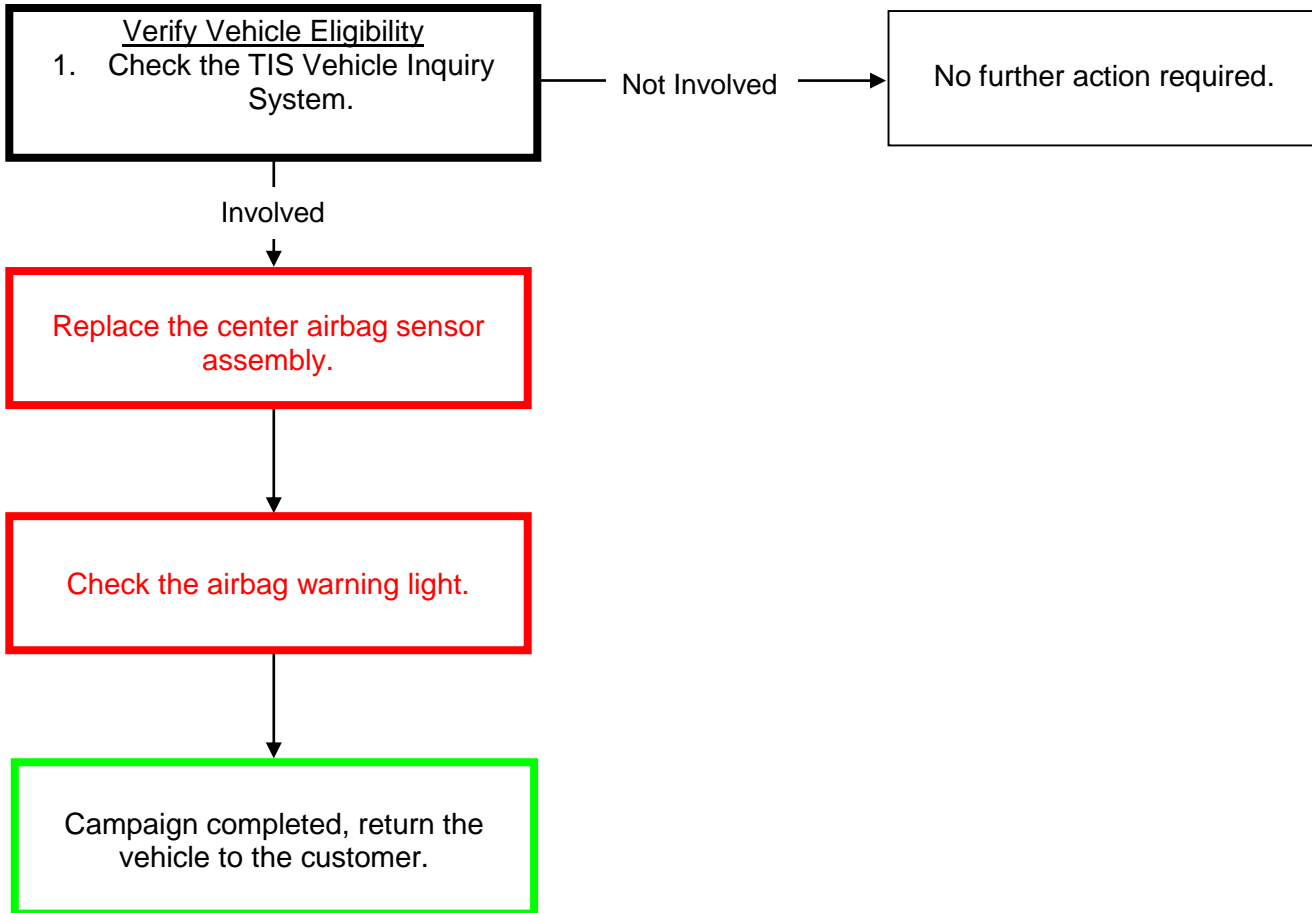 Verify Vehicle Eligibility
1. Check the TIS Vehicle Inquiry
System.
Not Involved
No further action required.
Involved
Replace the center airbag sensor
assembly.
Check the airbag warning light.
Campaign completed, return the
vehicle to the customer.